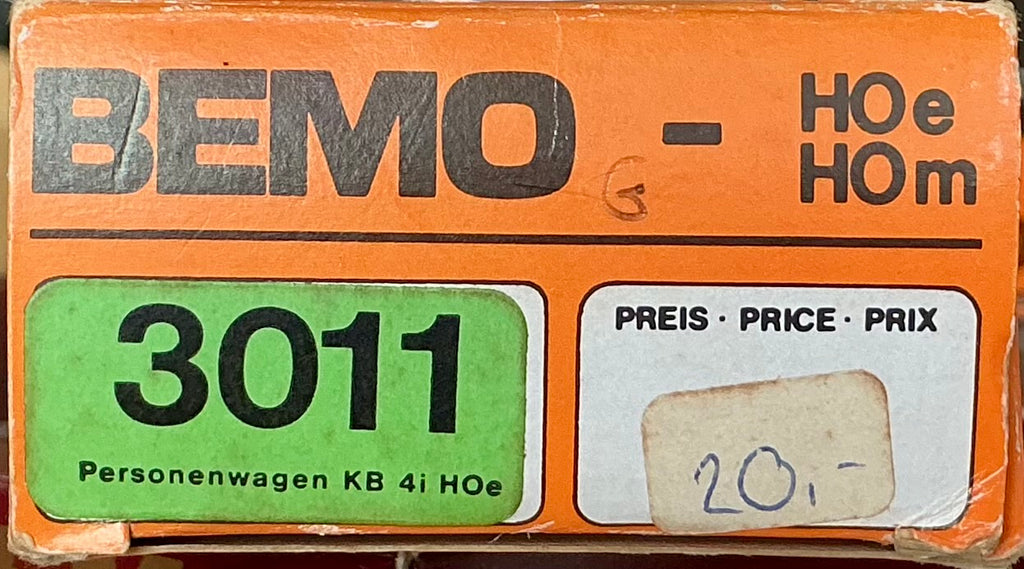 BEMO - HOe
HOm
G
3011
Personenwagen KB 4i HOe
PREIS · PRICE · PRIX
20,-